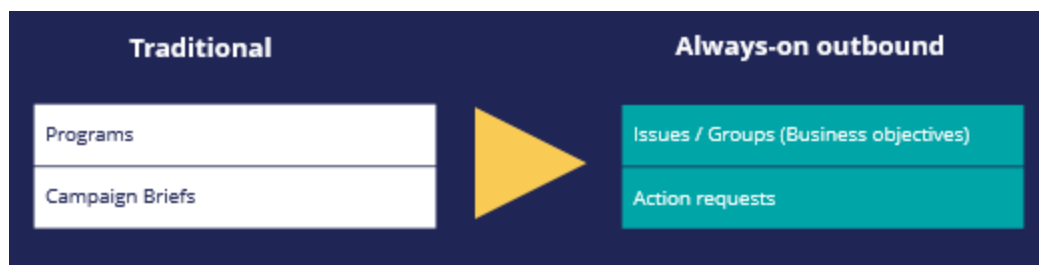 Traditional
Always-on outbound
Programs
Issues / Groups (Business objectives)
Campaign Briefs
Action requests